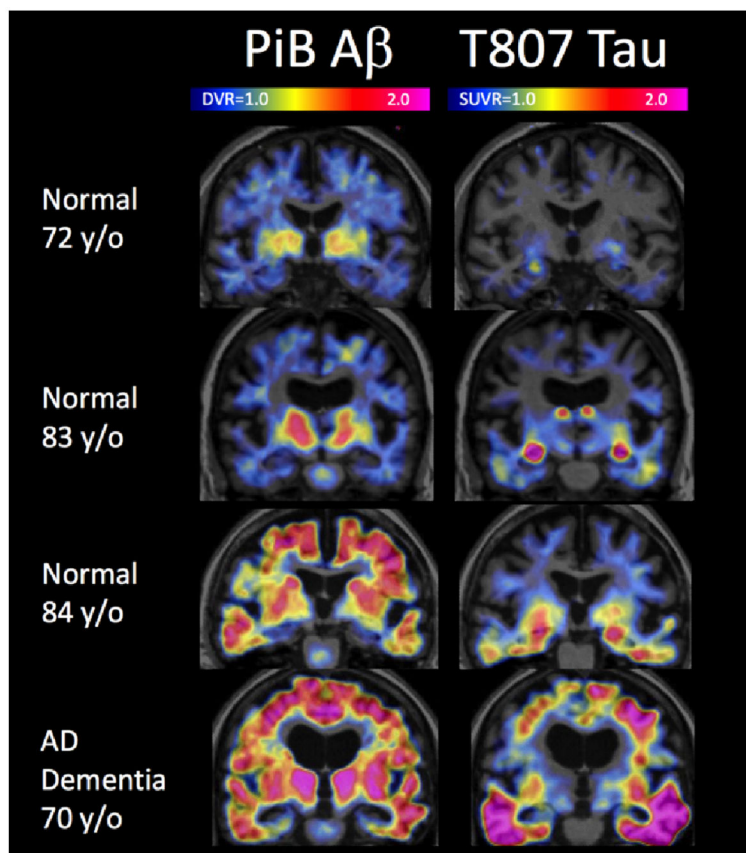 PiB Aβ
T807 Tau
DVR=1.0 2.0
SUVR=1.0 2.0
Normal
72 y/o
Normal
83 y/o
Normal
84 y/o
AD
Dementia
70 y/o